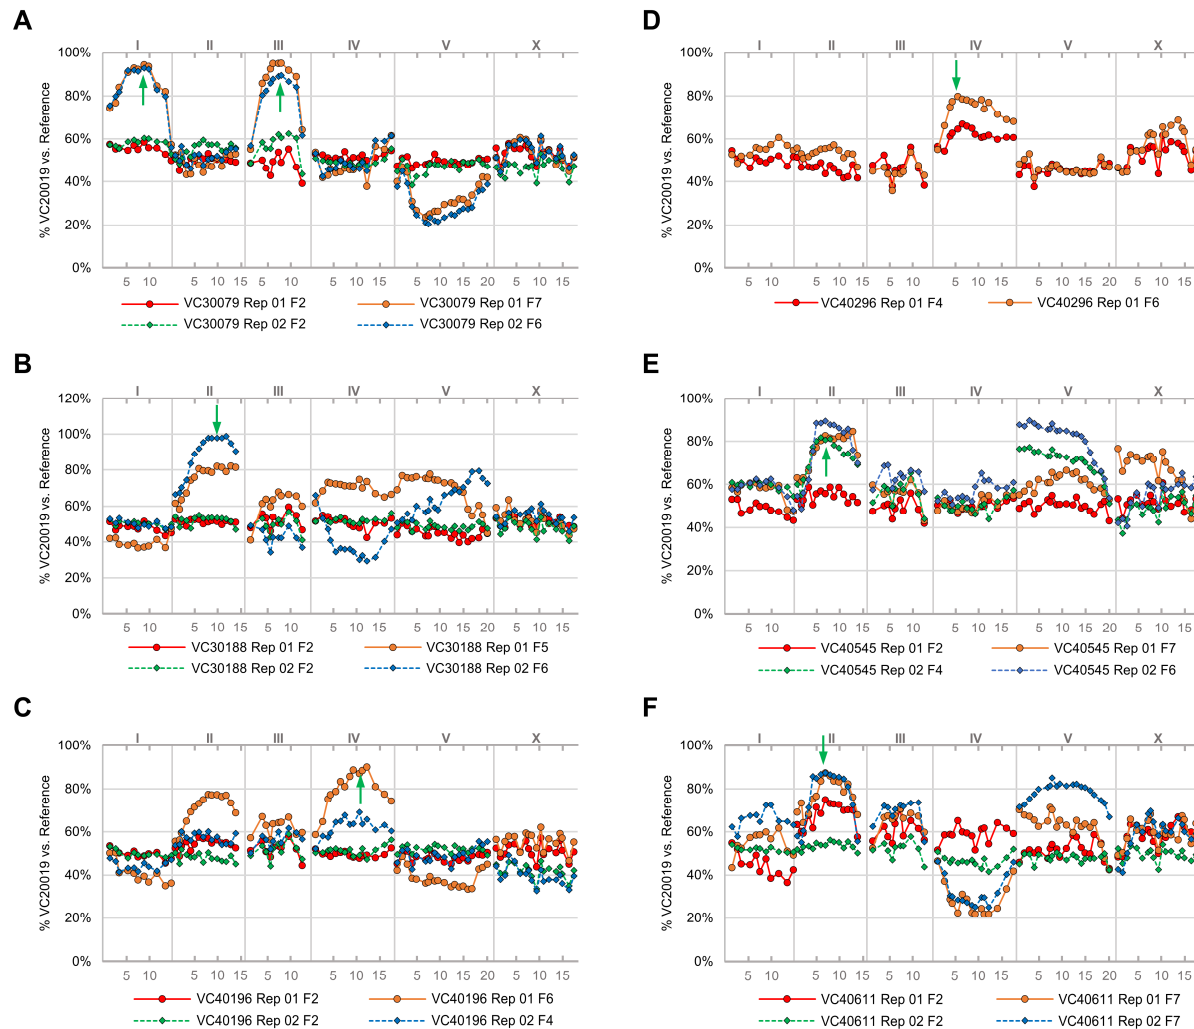 A
I II III IV V X
% VC20019 vs. Reference
100%
80%
60%
40%
20%
0%
5 10 5 10 15 5 10 5 10 15 5 10 15 20 5 10 15
VC30079 Rep 01 F2 VC30079 Rep 01 F7
VC30079 Rep 02 F2 VC30079 Rep 02 F6
D
I II III IV V X
% VC20019 vs. Reference
100%
80%
60%
40%
20%
0%
5 10 5 10 15 5 10 5 10 15 5 10 15 20 5 10 15
VC40296 Rep 01 F4 VC40296 Rep 01 F6
B
I II III IV V X
% VC20019 vs. Reference
120%
100%
80%
60%
40%
20%
0%
5 10 5 10 15 5 10 5 10 15 5 10 15 20 5 10 15
VC30188 Rep 01 F2 VC30188 Rep 01 F5
VC30188 Rep 02 F2 VC30188 Rep 02 F6
E
I II III IV V X
% VC20019 vs. Reference
100%
80%
60%
40%
20%
0%
5 10 5 10 15 5 10 5 10 15 5 10 15 20 5 10 15
VC40545 Rep 01 F2 VC40545 Rep 01 F7
VC40545 Rep 02 F4 VC40545 Rep 02 F6
C
I II III IV V X
% VC20019 vs. Reference
100%
80%
60%
40%
20%
0%
5 10 5 10 15 5 10 5 10 15 5 10 15 20 5 10 15
VC40196 Rep 01 F2 VC40196 Rep 01 F6
VC40196 Rep 02 F2 VC40196 Rep 02 F4
F
I II III IV V X
% VC20019 vs. Reference
100%
80%
60%
40%
20%
0%
5 10 5 10 15 5 10 5 10 15 5 10 15 20 5 10 15
VC40611 Rep 01 F2 VC40611 Rep 01 F7
VC40611 Rep 02 F2 VC40611 Rep 02 F7